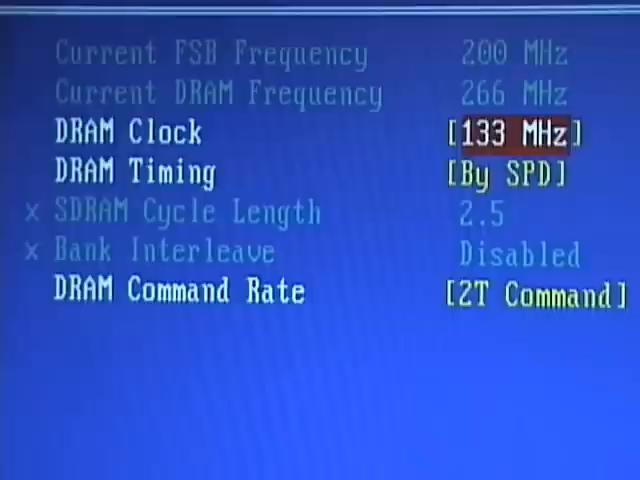 Current FSB Frequency 200 MHz
Current DRAM Frequency 266 MHz
DRAM Clock [133 MHz]
DRAM Timing [By SPD]
x SDRAM Cycle Length 2.5
x Bank Interleave Disabled
DRAM Command Rate [2T Command]